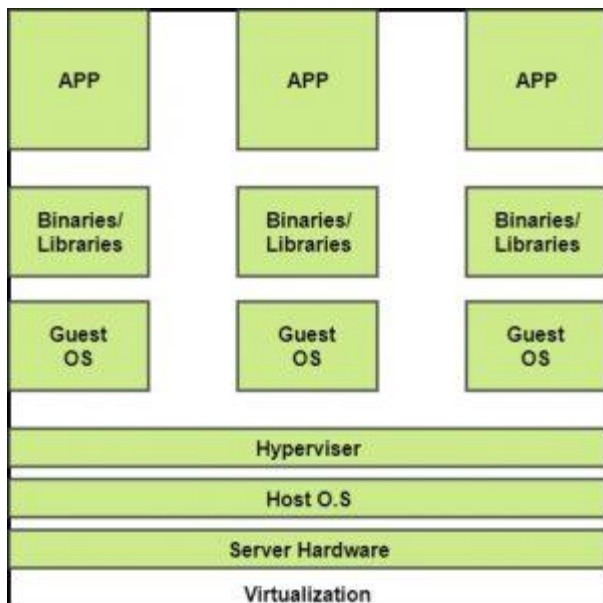 APP
APP
APP
Binaries/
Libraries
Binaries/
Libraries
Binaries/
Libraries
Guest
OS
Guest
OS
Guest
OS
Hyperviser
Host O.S
Server Hardware
Virtualization